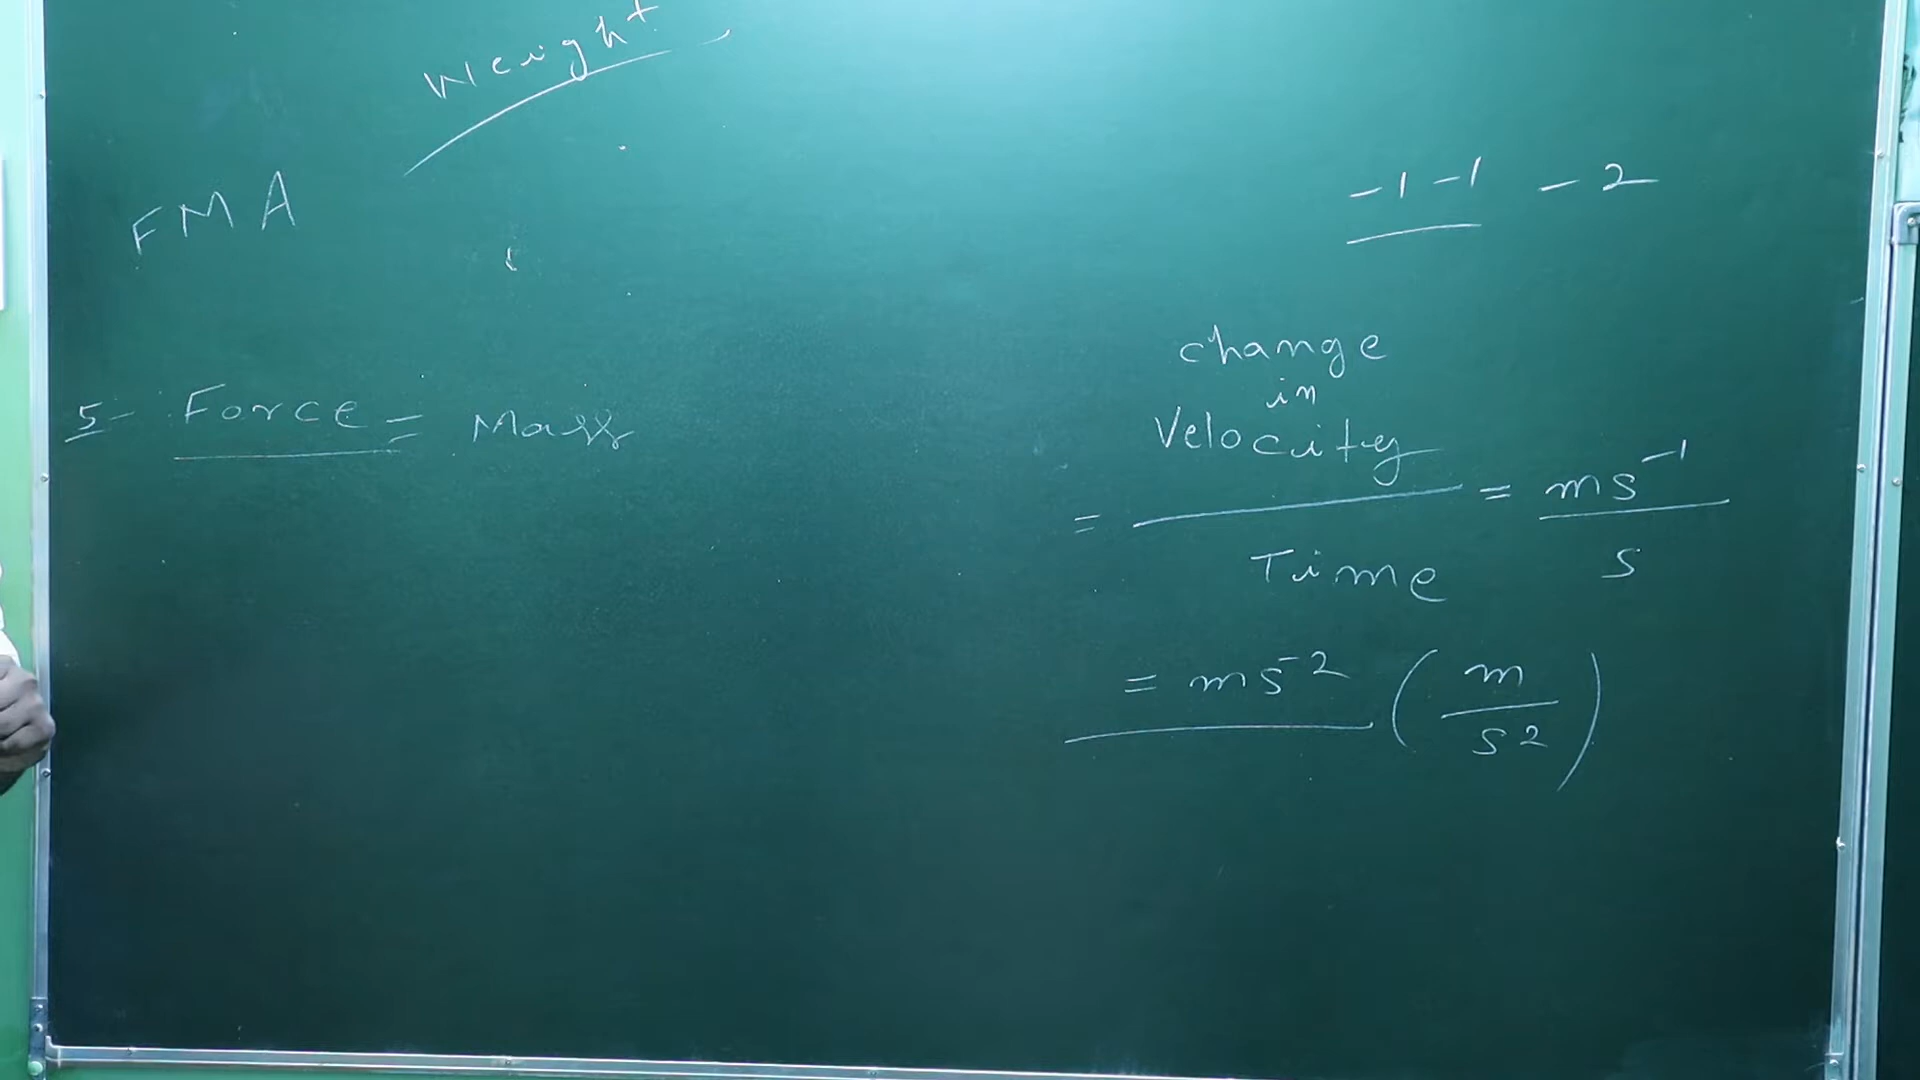 Weight
FMA
5- Force = Mass
-1 -1 - 2
change
in
Velocity
= ―――― = ms⁻¹
Time s
= ms⁻² ( m
s² )